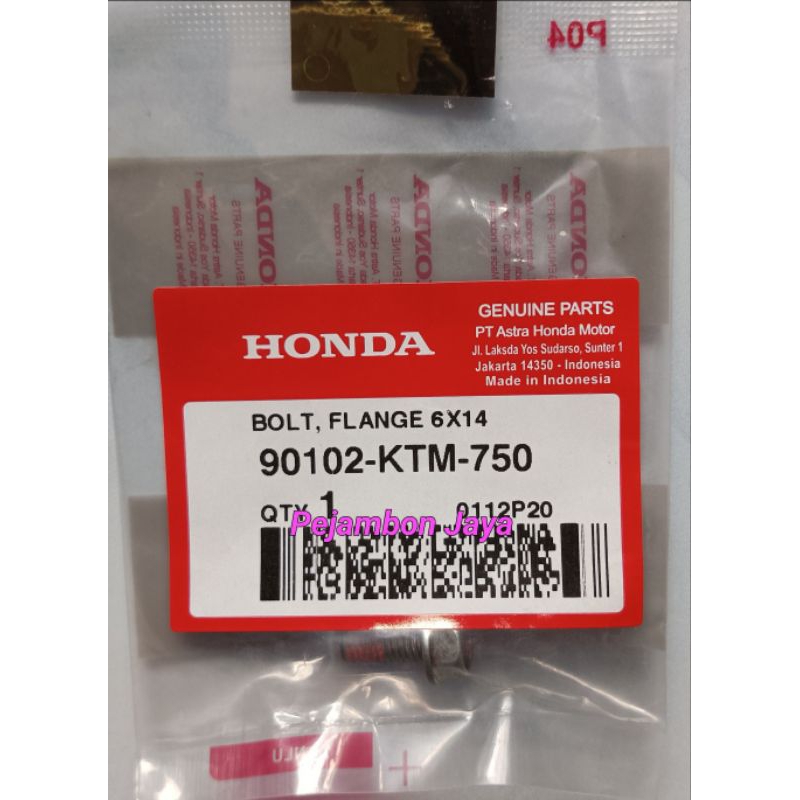 P04
HONDA
GENUINE PARTS
PT Astra Honda Motor
Jl. Laksda Yos Sudarso, Sunter 1
Jakarta 14350 - Indonesia
Made in Indonesia
BOLT, FLANGE 6X14
90102-KTM-750
QTY 1 0112P20
Pejambon Jaya